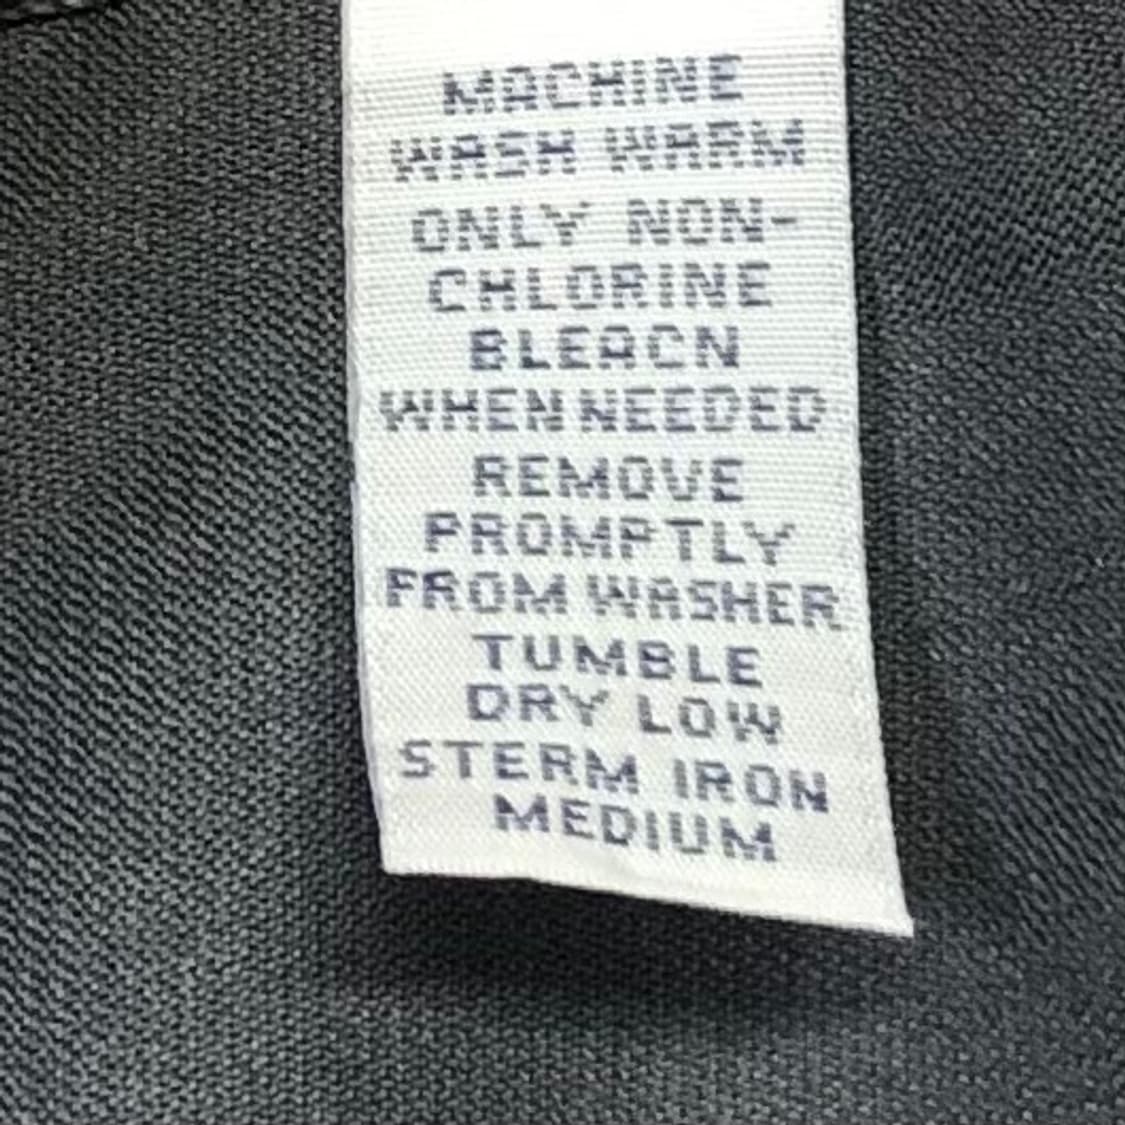 MACHINE
WASH WARM
ONLY NON-
CHLORINE
BLEACN
WHEN NEEDED
REMOVE
PROMPTLY
FROM WASHER
TUMBLE
DRY LOW
STERM IRON
MEDIUM